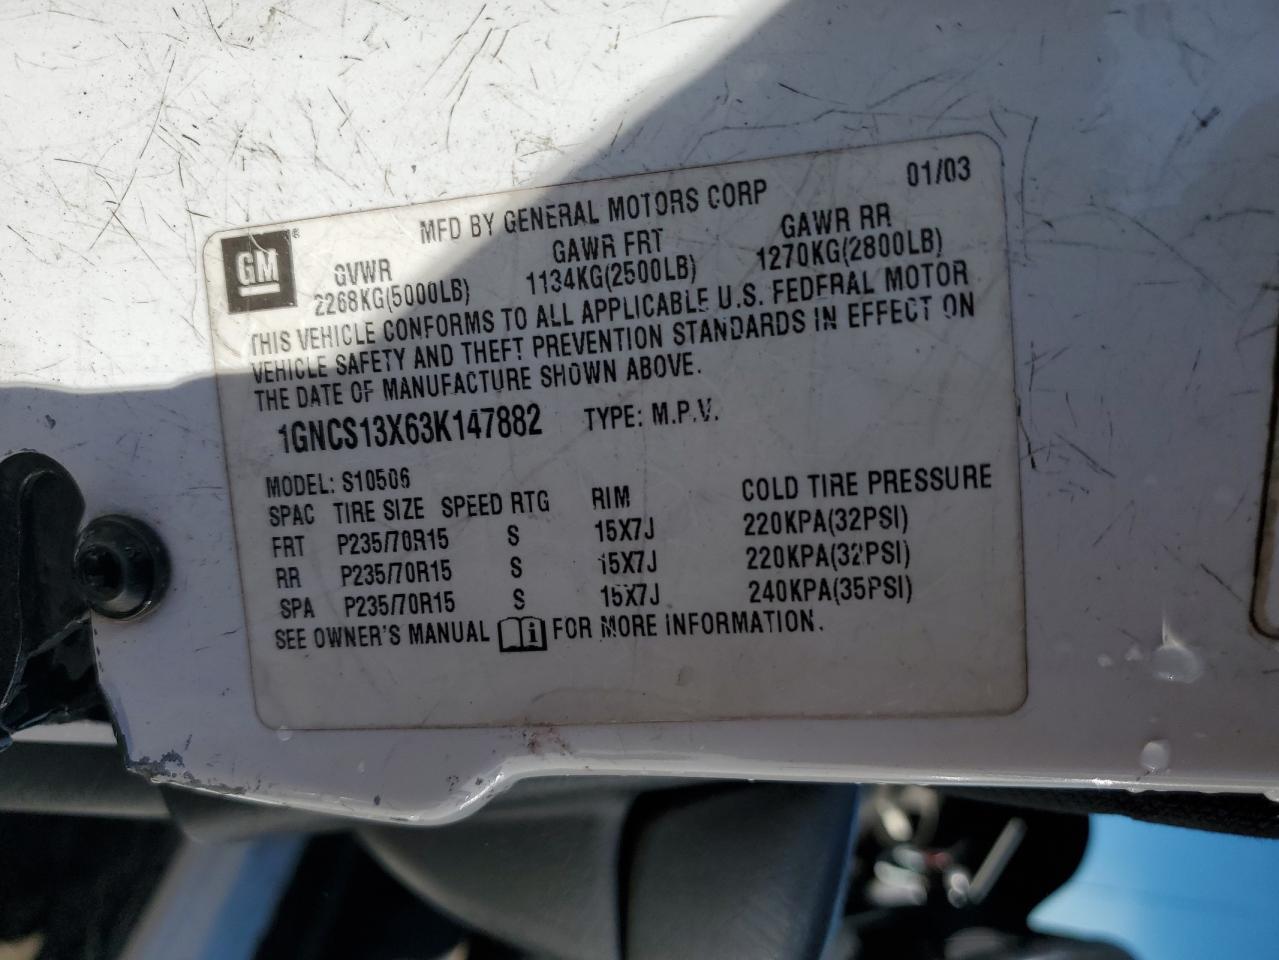 01/03
MFD BY GENERAL MOTORS CORP
GM ®
GVWR GAWR FRT GAWR RR
2268KG(5000LB) 1134KG(2500LB) 1270KG(2800LB)
THIS VEHICLE CONFORMS TO ALL APPLICABLE U.S. FEDERAL MOTOR
VEHICLE SAFETY AND THEFT PREVENTION STANDARDS IN EFFECT ON
THE DATE OF MANUFACTURE SHOWN ABOVE.
1GNCS13X63K147882 TYPE: M.P.V.
MODEL: S10506
SPAC TIRE SIZE SPEED RTG RIM COLD TIRE PRESSURE
FRT P235/70R15 S 15X7J 220KPA(32PSI)
RR P235/70R15 S 15X7J 220KPA(32PSI)
SPA P235/70R15 S 15X7J 240KPA(35PSI)
SEE OWNER'S MANUAL i FOR MORE INFORMATION.